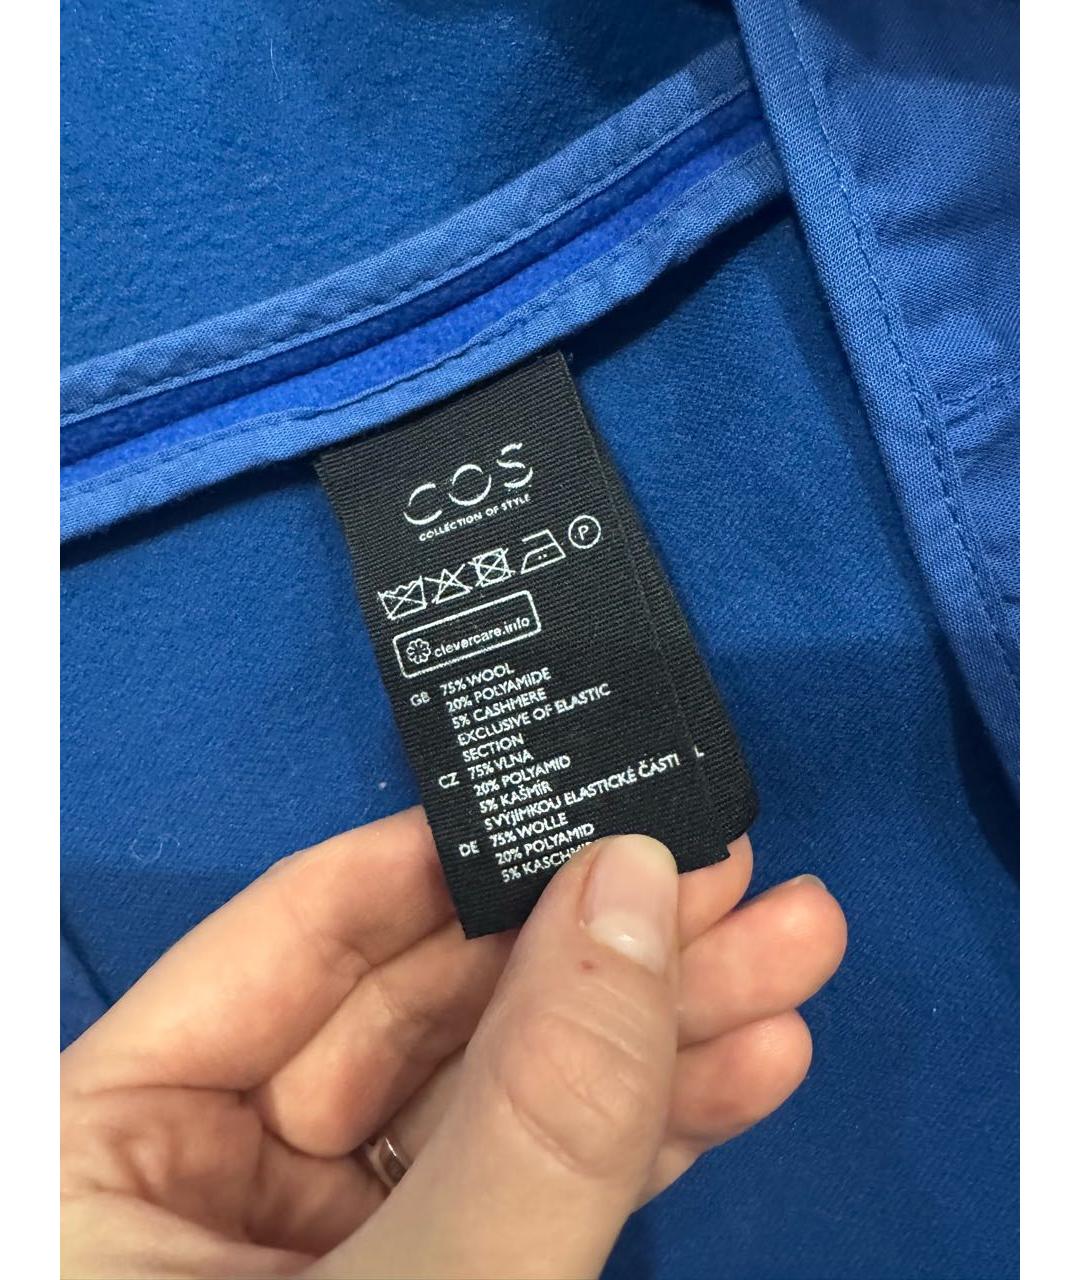 COS
COLLECTION OF STYLE
P
clevercare.info
GB 75% WOOL
20% POLYAMIDE
5% CASHMERE
EXCLUSIVE OF ELASTIC
SECTION
CZ 75% VLNA
20% POLYAMID
5% KAŠMÍR
S VÝJIMKOU ELASTICKÉ ČÁSTI
DE 75% WOLLE
20% POLYAMID